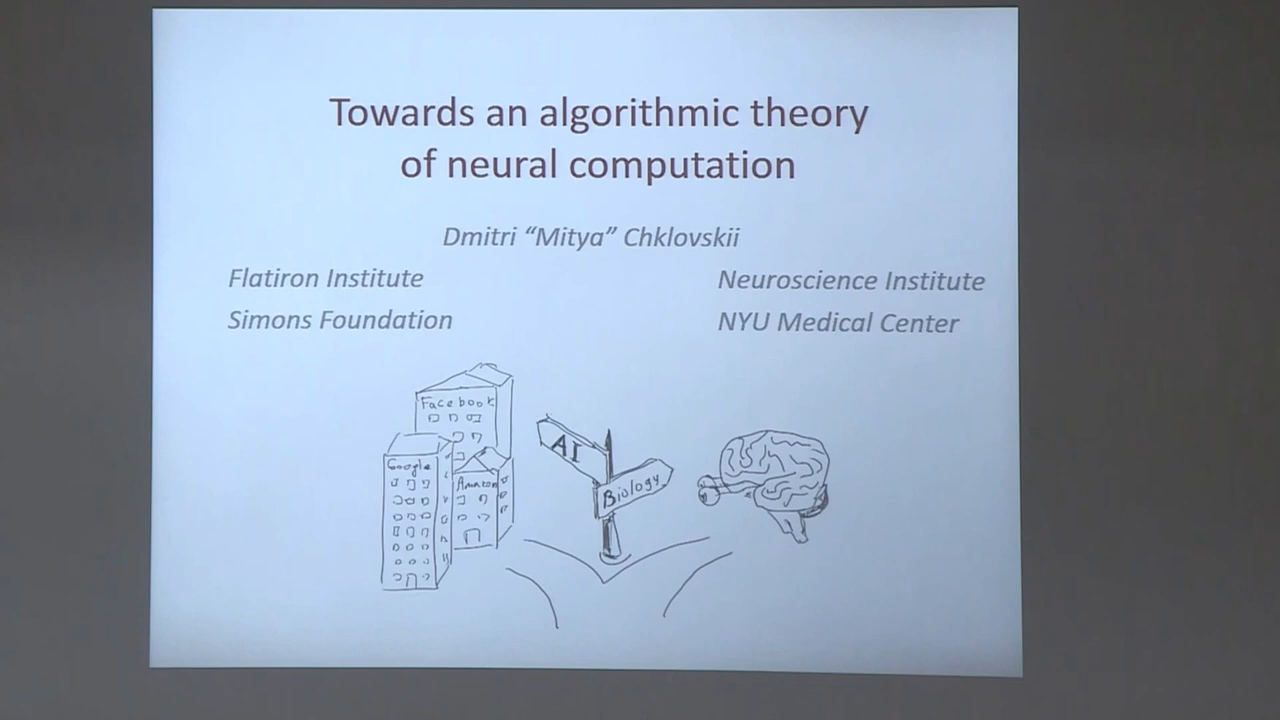 Towards an algorithmic theory
of neural computation
Dmitri “Mitya” Chklovskii
Flatiron Institute
Neuroscience Institute
Simons Foundation
NYU Medical Center
Facebook
Google
Amazon
AI
Biology